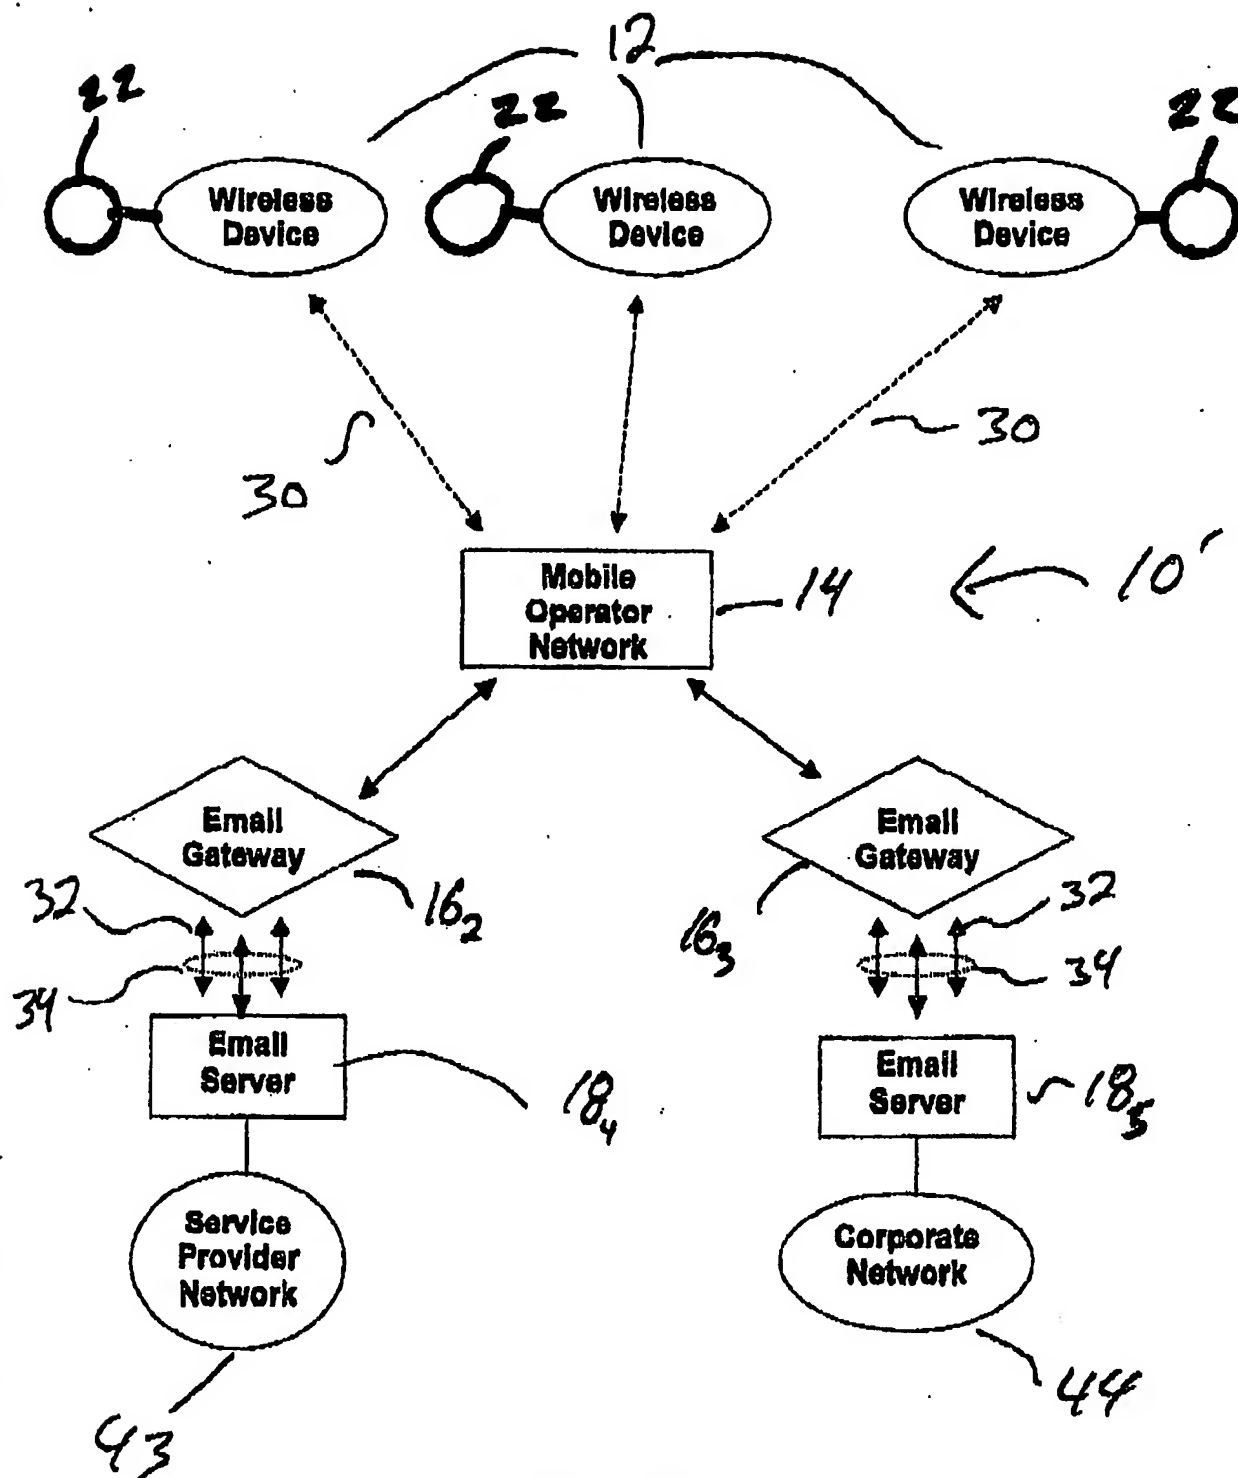 12
22
22
22
Wireless
Device
Wireless
Device
Wireless
Device
30
30
Mobile
Operator
Network
14
10'
Email
Gateway
16₂
Email
Gateway
16₃
32
34
32
34
Email
Server
18₄
Email
Server
18₅
Service
Provider
Network
43
Corporate
Network
44